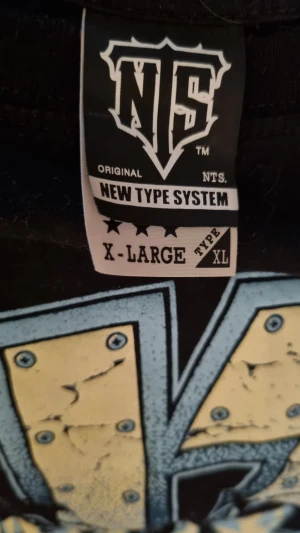 NTS
TM
ORIGINAL NTS.
NEW TYPE SYSTEM
X-LARGE TYPE XL